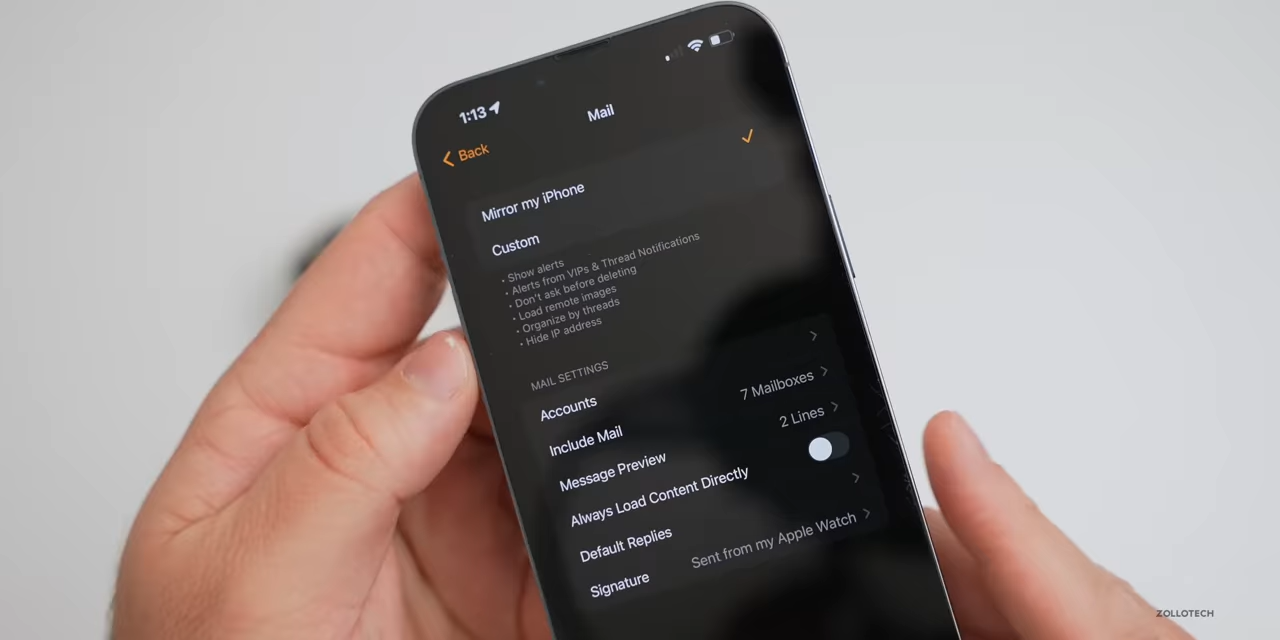 1:13
Mail
Back
Mirror my iPhone
Custom
• Show alerts
• Alerts from VIPs & Thread Notifications
• Don't ask before deleting
• Load remote images
• Organize by threads
• Hide IP address
MAIL SETTINGS
Accounts
Include Mail 7 Mailboxes
Message Preview 2 Lines
Always Load Content Directly
Default Replies
Signature Sent from my Apple Watch
ZOLLOTECH